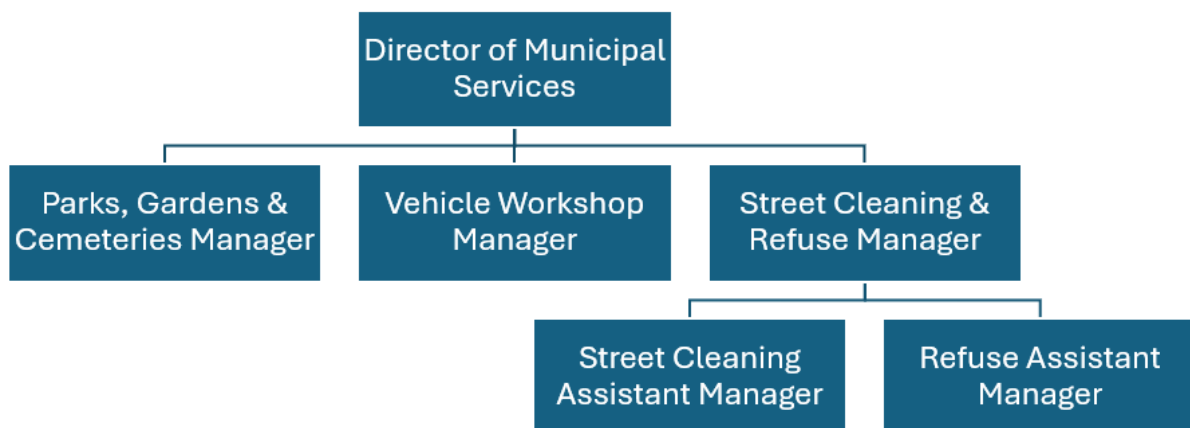 Director of Municipal
Services
Parks, Gardens &
Cemeteries Manager
Vehicle Workshop
Manager
Street Cleaning &
Refuse Manager
Street Cleaning
Assistant Manager
Refuse Assistant
Manager